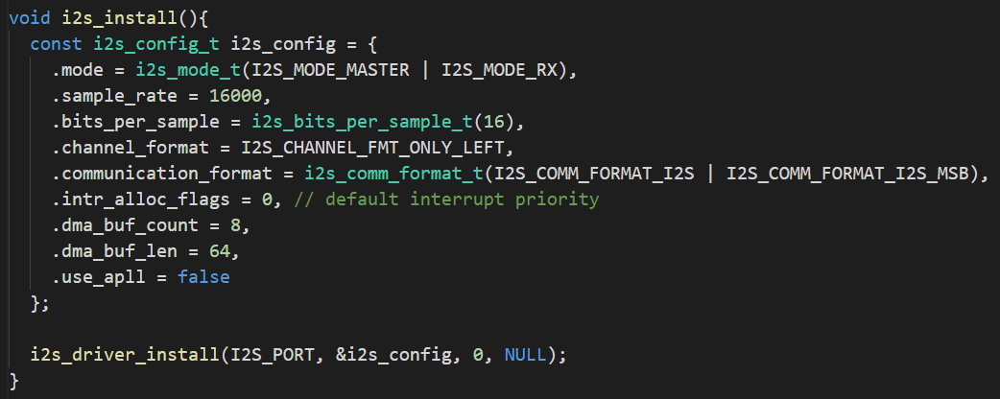 void i2s_install(){
  const i2s_config_t i2s_config = {
    .mode = i2s_mode_t(I2S_MODE_MASTER | I2S_MODE_RX),
    .sample_rate = 16000,
    .bits_per_sample = i2s_bits_per_sample_t(16),
    .channel_format = I2S_CHANNEL_FMT_ONLY_LEFT,
    .communication_format = i2s_comm_format_t(I2S_COMM_FORMAT_I2S | I2S_COMM_FORMAT_I2S_MSB),
    .intr_alloc_flags = 0, // default interrupt priority
    .dma_buf_count = 8,
    .dma_buf_len = 64,
    .use_apll = false
  };

  i2s_driver_install(I2S_PORT, &i2s_config, 0, NULL);
}